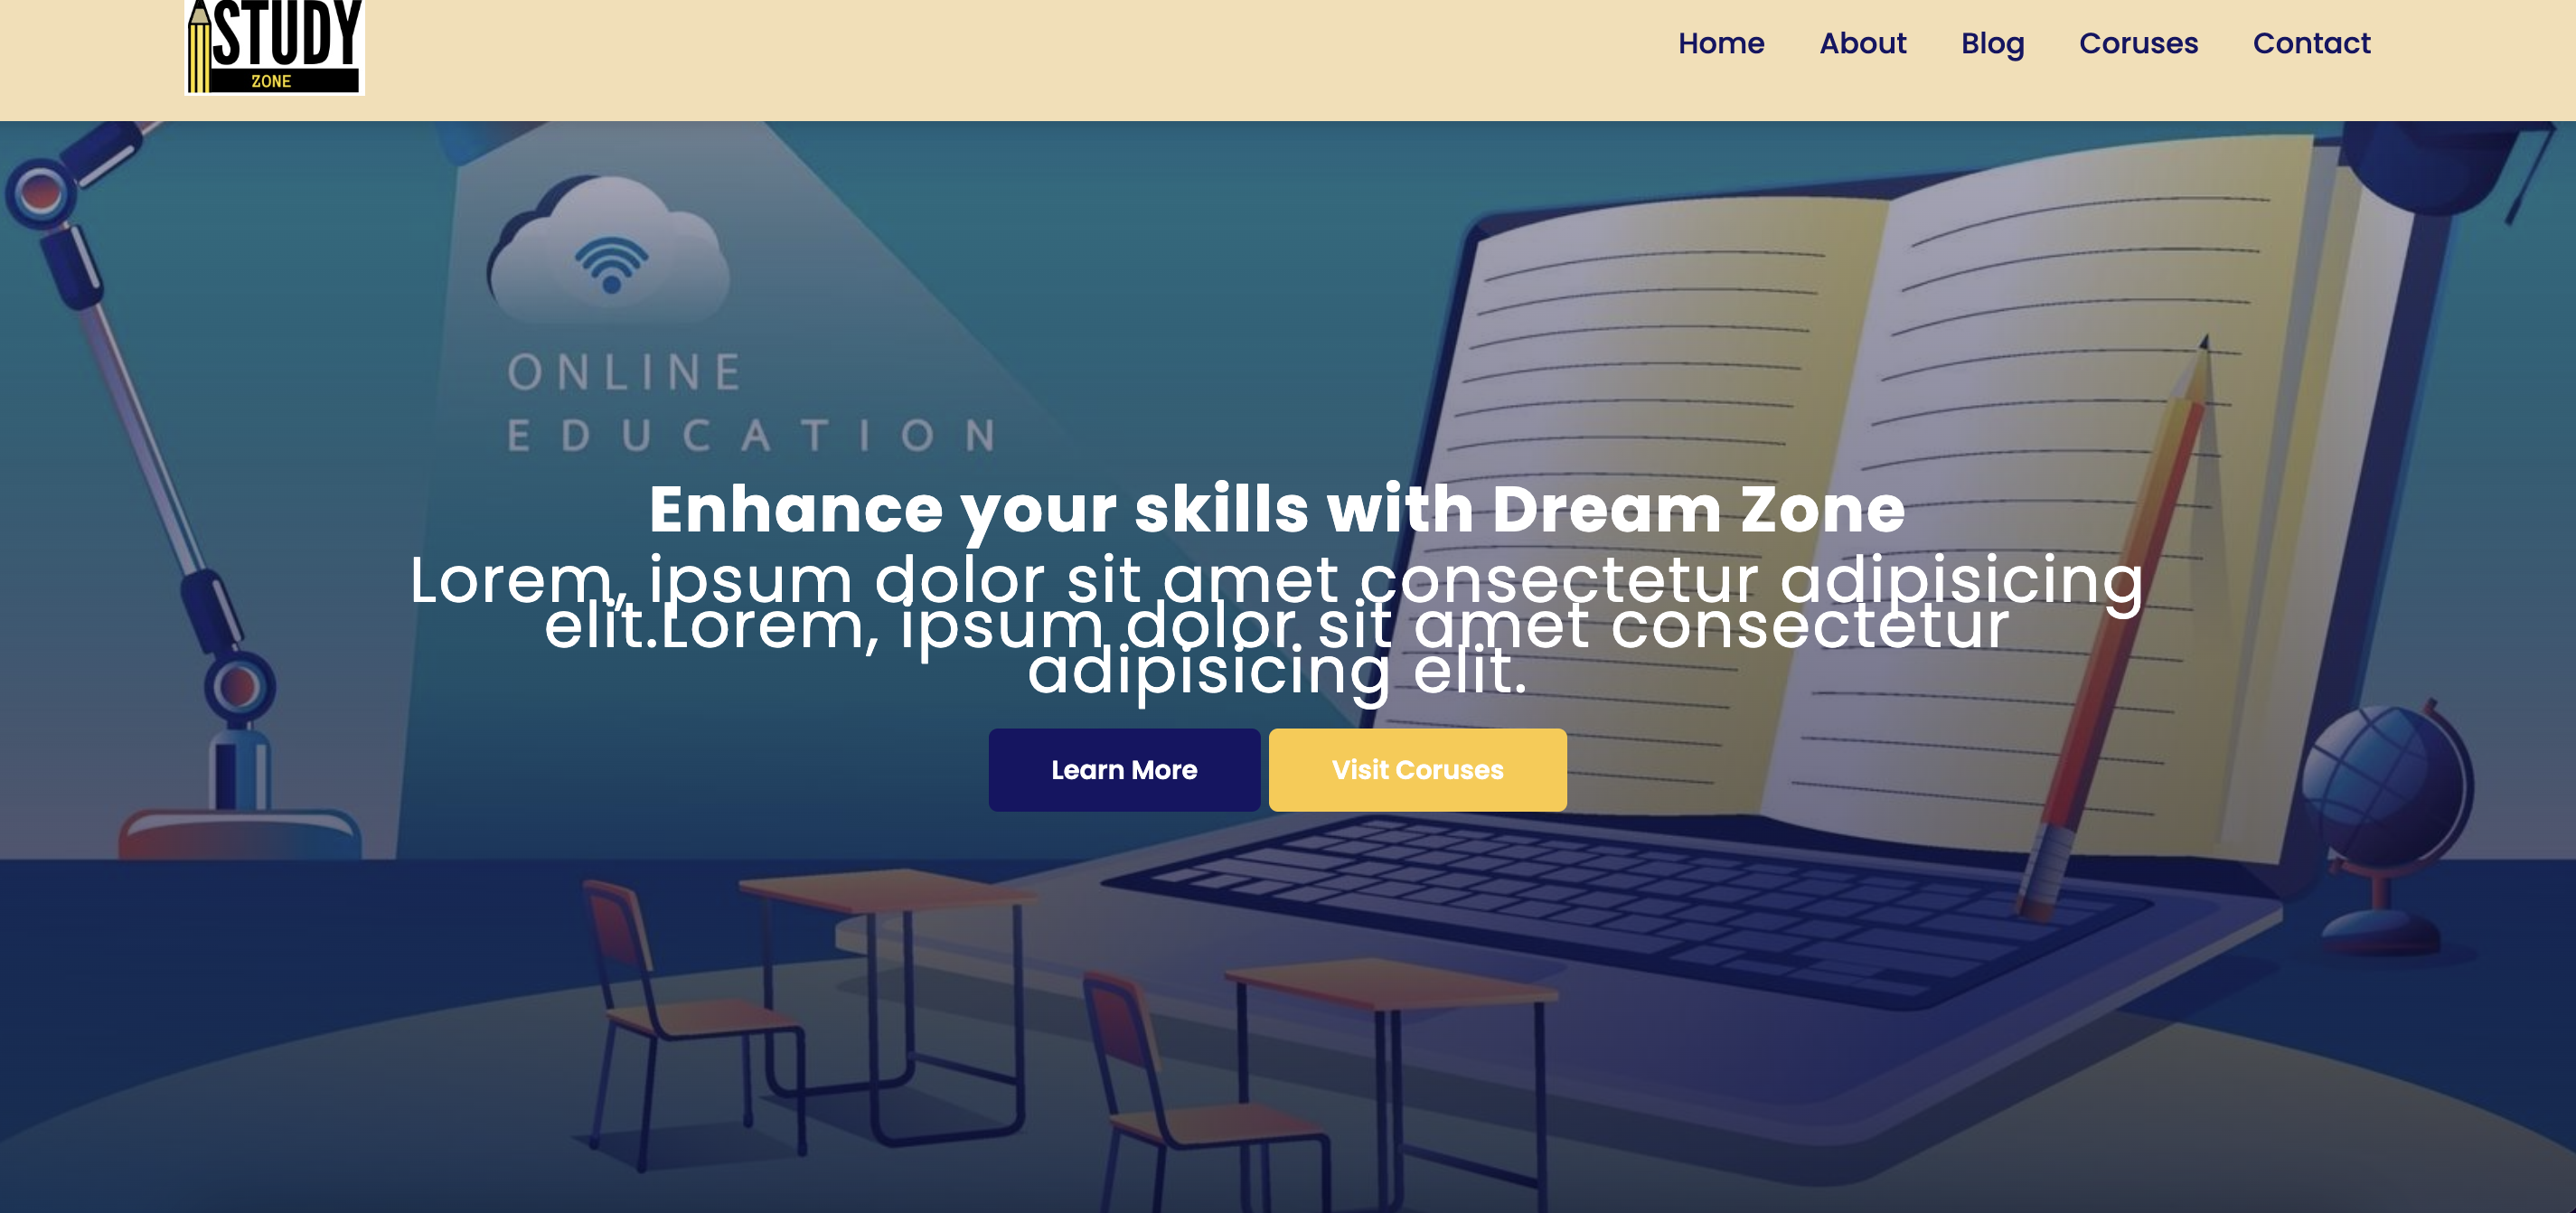 STUDY
ZONE
Home About Blog Coruses Contact
ONLINE
EDUCATION
Enhance your skills with Dream Zone
Lorem, ipsum dolor sit amet consectetur adipisicing
elit.Lorem, ipsum dolor sit amet consectetur
adipisicing elit.
Learn More Visit Coruses